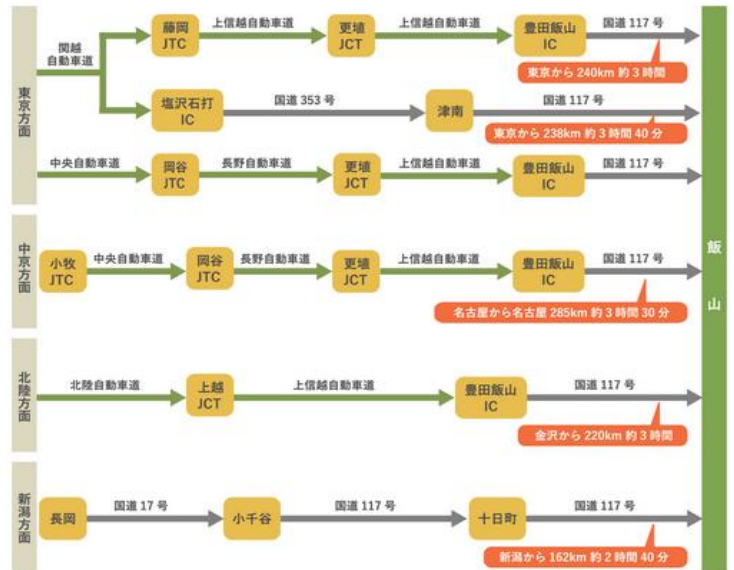 東京方面
関越
自動車道
藤岡
JTC
上信越自動車道
更埴
JCT
上信越自動車道
豊田飯山
IC
国道 117 号
東京から 240km 約 3 時間
塩沢石打
IC
国道 353 号
津南
国道 117 号
東京から 238km 約 3 時間 40 分
中央自動車道
岡谷
JTC
長野自動車道
更埴
JCT
上信越自動車道
豊田飯山
IC
国道 117 号
中京方面
小牧
JTC
中央自動車道
岡谷
JTC
長野自動車道
更埴
JCT
上信越自動車道
豊田飯山
IC
国道 117 号
名古屋から名古屋 285km 約 3 時間 30 分
北陸方面
北陸自動車道
上越
JCT
上信越自動車道
豊田飯山
IC
国道 117 号
金沢から 220km 約 3 時間
新潟方面
長岡
国道 17 号
小千谷
国道 117 号
十日町
国道 117 号
新潟から 162km 約 2 時間 40 分
飯山